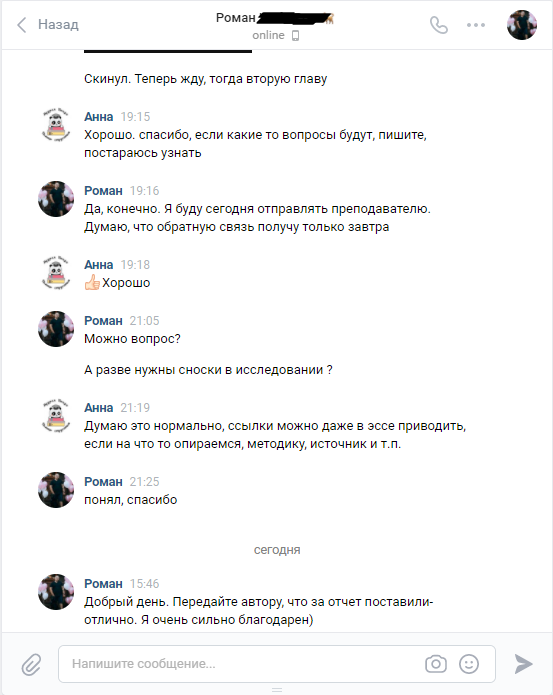 Назад
Роман
online
Скинул. Теперь жду, тогда вторую главу
Анна 19:15
Хорошо. спасибо, если какие то вопросы будут, пишите,
постараюсь узнать
Роман 19:16
Да, конечно. Я буду сегодня отправлять преподавателю.
Думаю, что обратную связь получу только завтра
Анна 19:18
👍Хорошо
Роман 21:05
Можно вопрос?
А разве нужны сноски в исследовании ?
Анна 21:19
Думаю это нормально, ссылки можно даже в эссе приводить,
если на что то опираемся, методику, источник и т.п.
Роман 21:25
понял, спасибо
сегодня
Роман 15:46
Добрый день. Передайте автору, что за отчет поставили-
отлично. Я очень сильно благодарен)
Напишите сообщение...